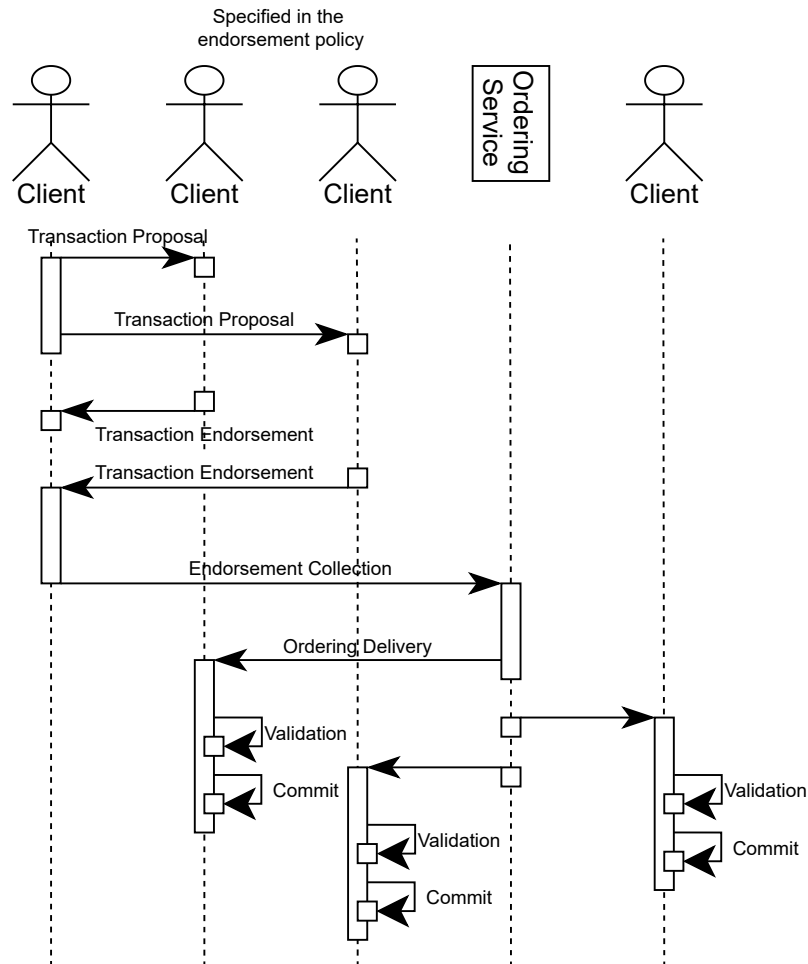 Specified in the
endorsement policy
Ordering
Service
Client
Client
Client
Client
Transaction Proposal
Transaction Proposal
Transaction Endorsement
Transaction Endorsement
Endorsement Collection
Ordering Delivery
Validation
Commit
Validation
Commit
Validation
Commit